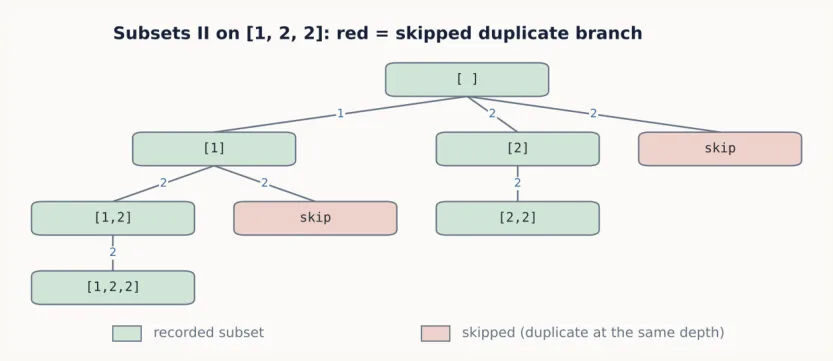 Subsets II on [1, 2, 2]: red = skipped duplicate branch
[ ]
1 2 2
[1] [2] skip
2 2 2
[1,2] skip [2,2]
2
[1,2,2]
recorded subset skipped (duplicate at the same depth)